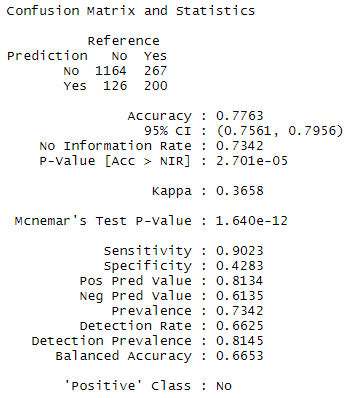 Confusion Matrix and Statistics
Reference
Prediction No Yes
No 1164 267
Yes 126 200
Accuracy : 0.7763
95% CI : (0.7561, 0.7956)
No Information Rate : 0.7342
P-Value [Acc > NIR] : 2.701e-05
Kappa : 0.3658
Mcnemar's Test P-Value : 1.640e-12
Sensitivity : 0.9023
Specificity : 0.4283
Pos Pred Value : 0.8134
Neg Pred Value : 0.6135
Prevalence : 0.7342
Detection Rate : 0.6625
Detection Prevalence : 0.8145
Balanced Accuracy : 0.6653
'Positive' Class : No